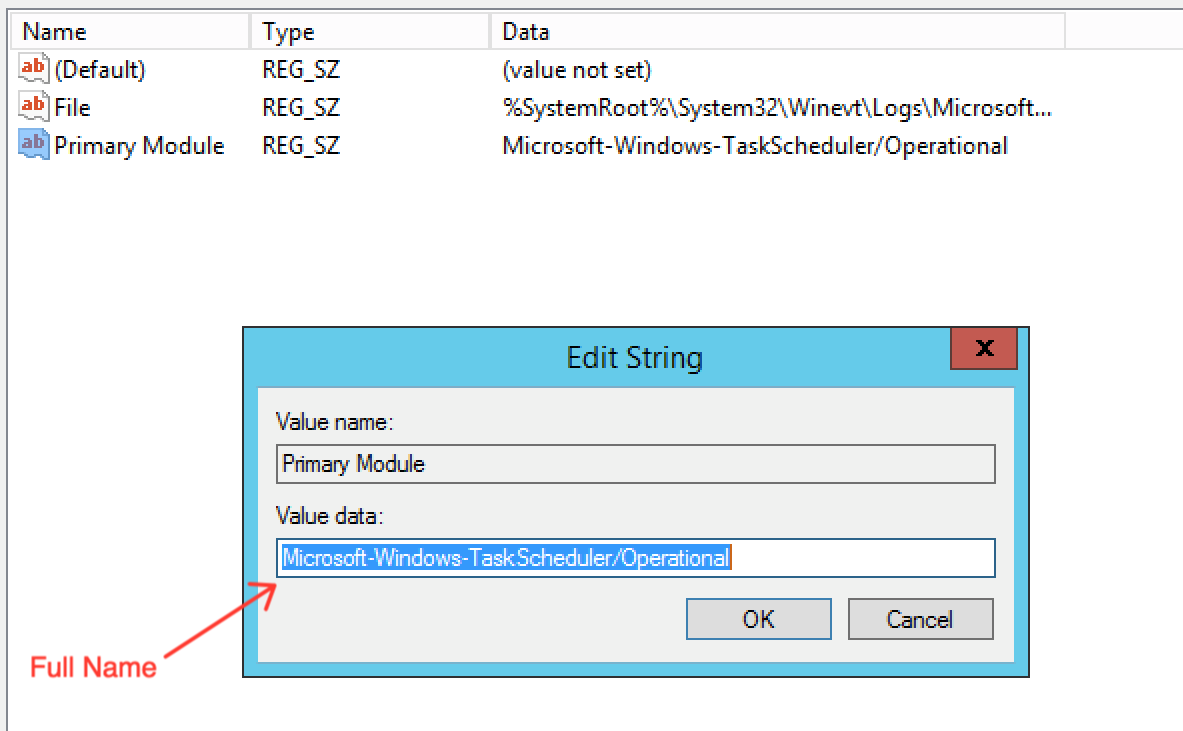 Name Type Data
ab (Default) REG_SZ (value not set)
ab File REG_SZ %SystemRoot%\System32\Winevt\Logs\Microsoft...
ab Primary Module REG_SZ Microsoft-Windows-TaskScheduler/Operational
Edit String x
Value name:
Primary Module
Value data:
Microsoft-Windows-TaskScheduler/Operational
OK Cancel
Full Name